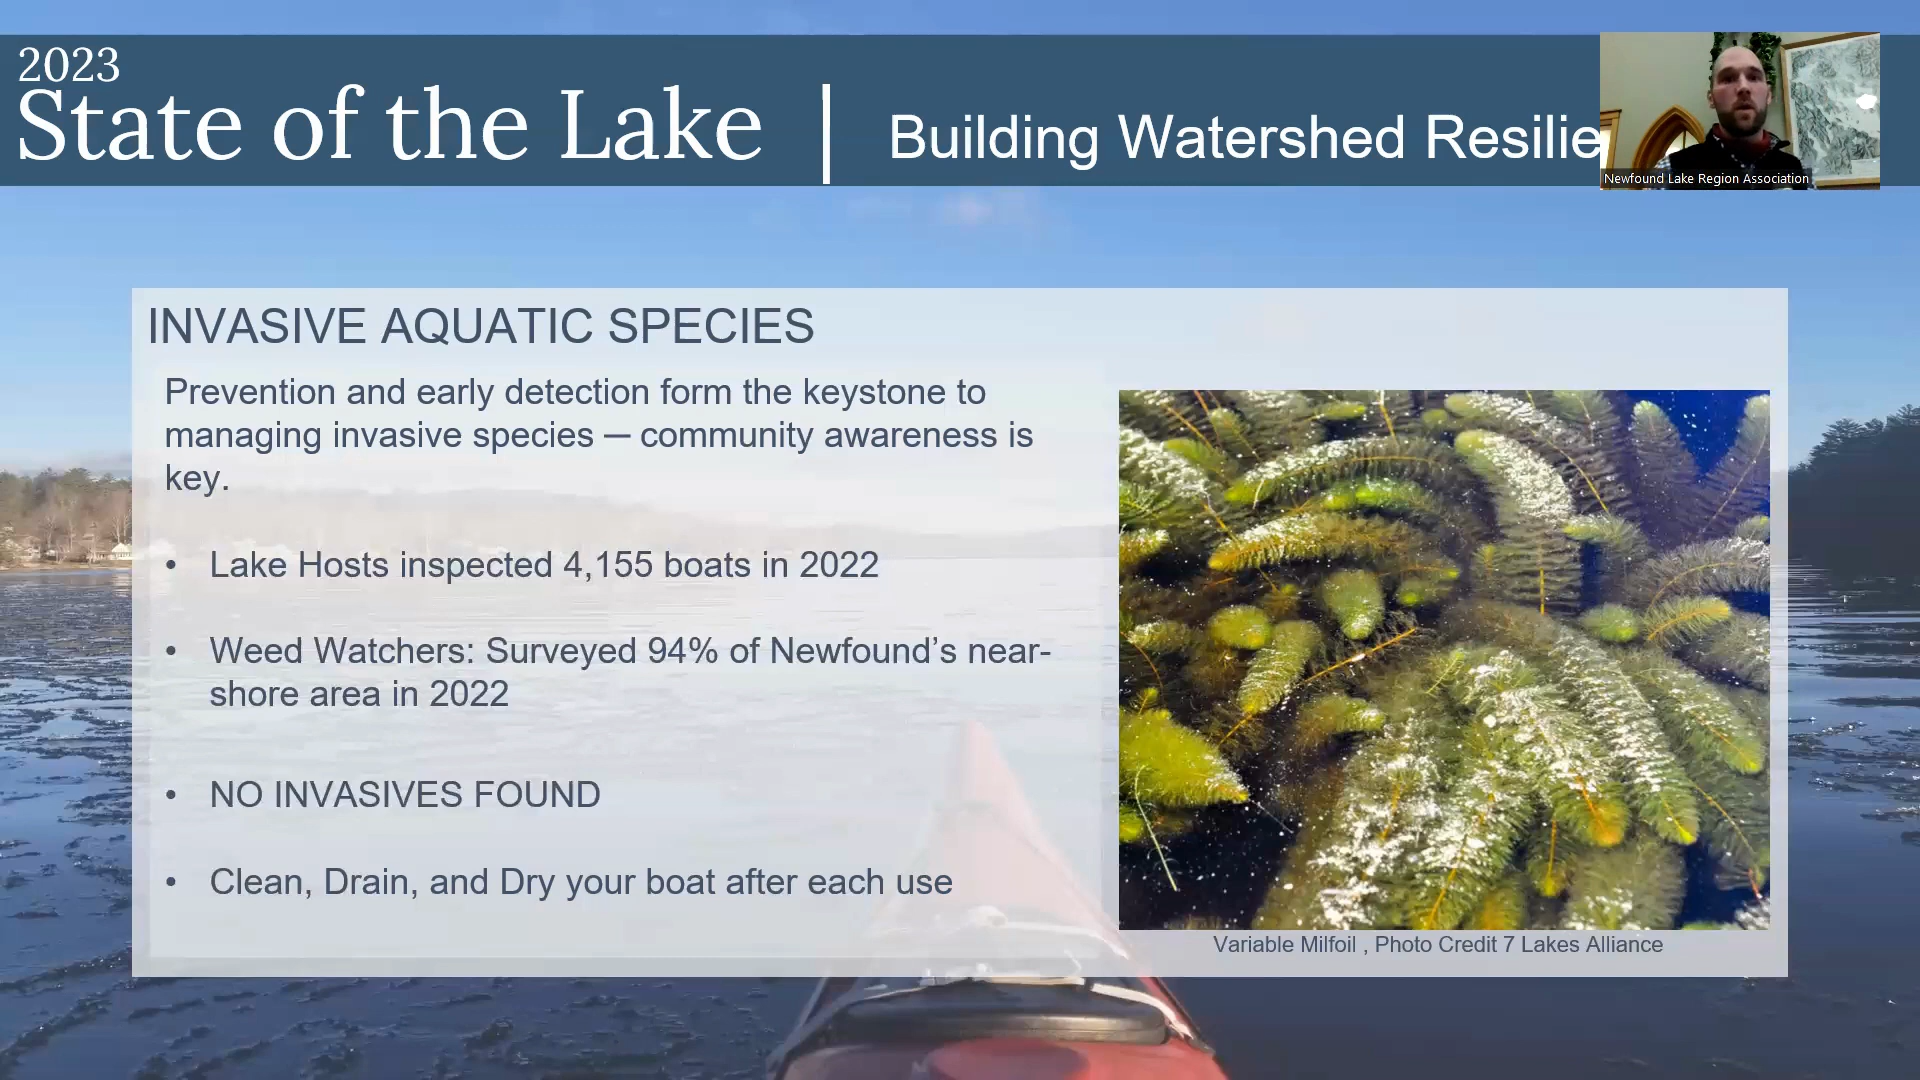 2023
State of the Lake | Building Watershed Resilie
Newfound Lake Region Association
INVASIVE AQUATIC SPECIES
Prevention and early detection form the keystone to
managing invasive species — community awareness is
key.
• Lake Hosts inspected 4,155 boats in 2022
• Weed Watchers: Surveyed 94% of Newfound’s near-
shore area in 2022
• NO INVASIVES FOUND
• Clean, Drain, and Dry your boat after each use
Variable Milfoil , Photo Credit 7 Lakes Alliance